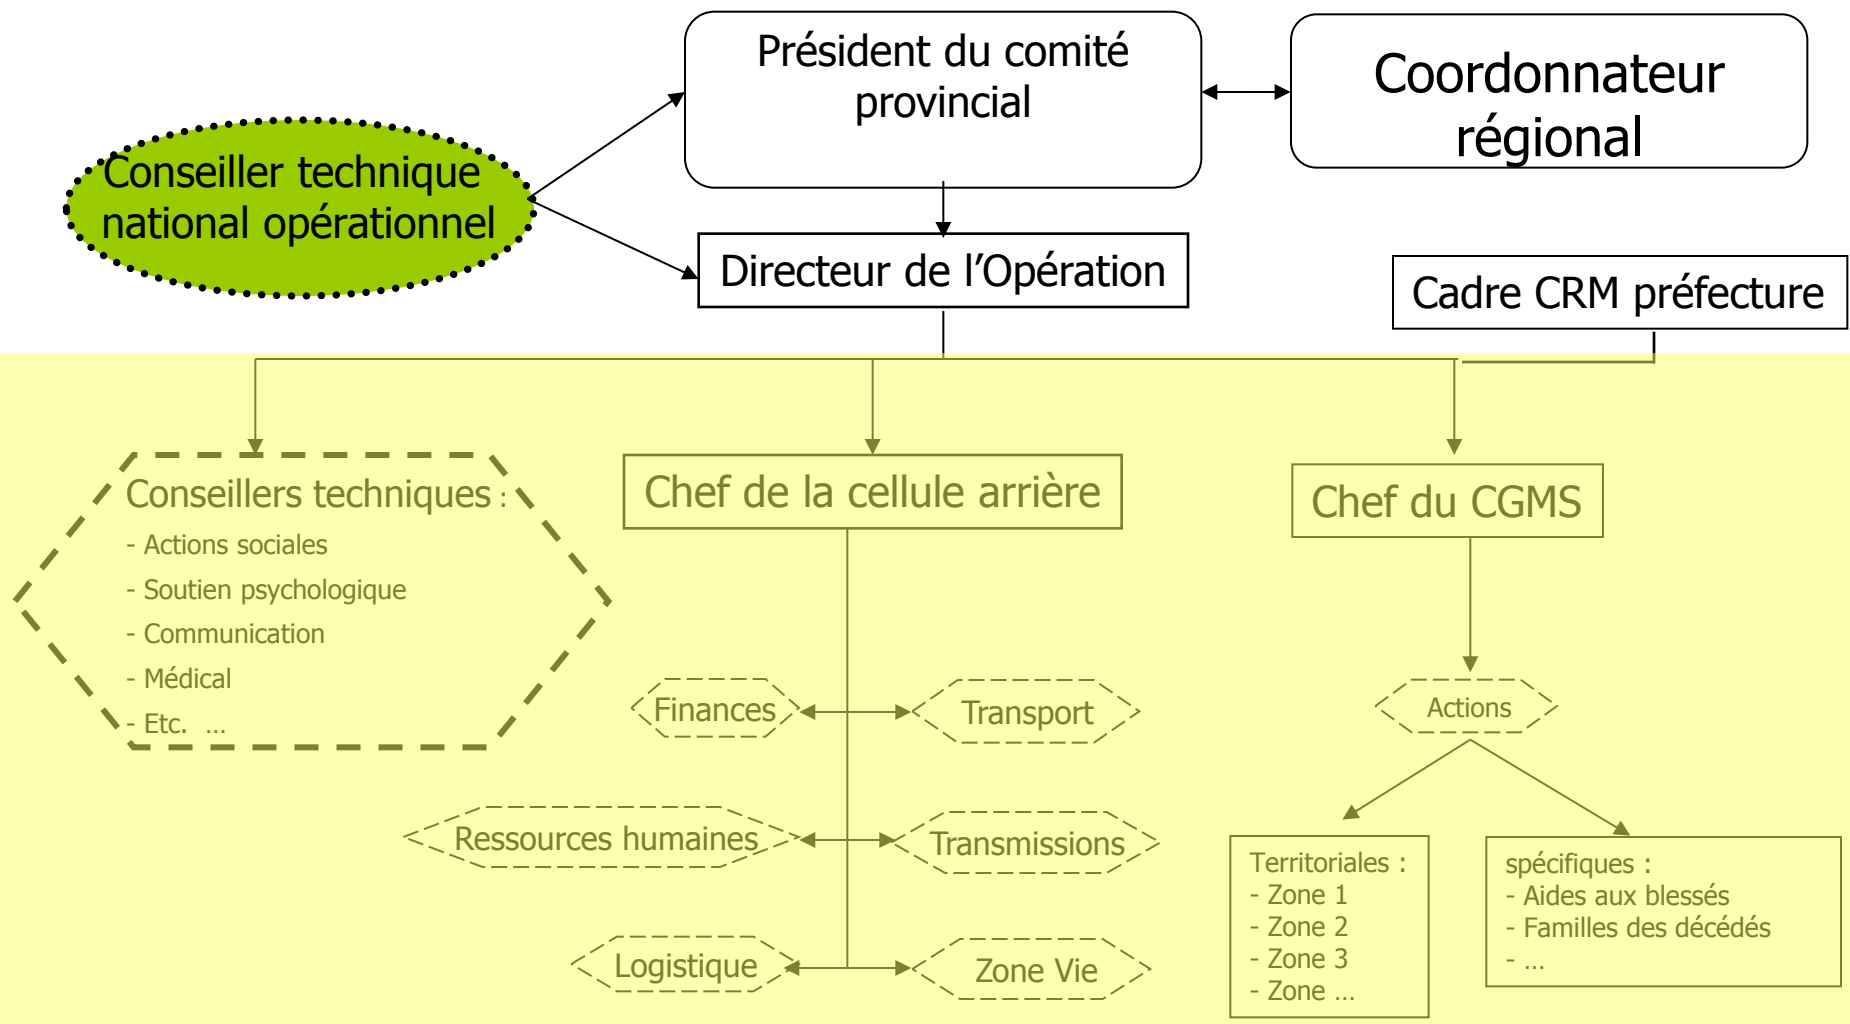 Président du comité
provincial
Coordonnateur
régional
Conseiller technique
national opérationnel
Directeur de l’Opération
Cadre CRM préfecture
Conseillers techniques :
- Actions sociales
- Soutien psychologique
- Communication
- Médical
- Etc. ...
Chef de la cellule arrière
Finances
Transport
Ressources humaines
Transmissions
Logistique
Zone Vie
Chef du CGMS
Actions
Territoriales :
- Zone 1
- Zone 2
- Zone 3
- Zone ...
spécifiques :
- Aides aux blessés
- Familles des décédés
- ...